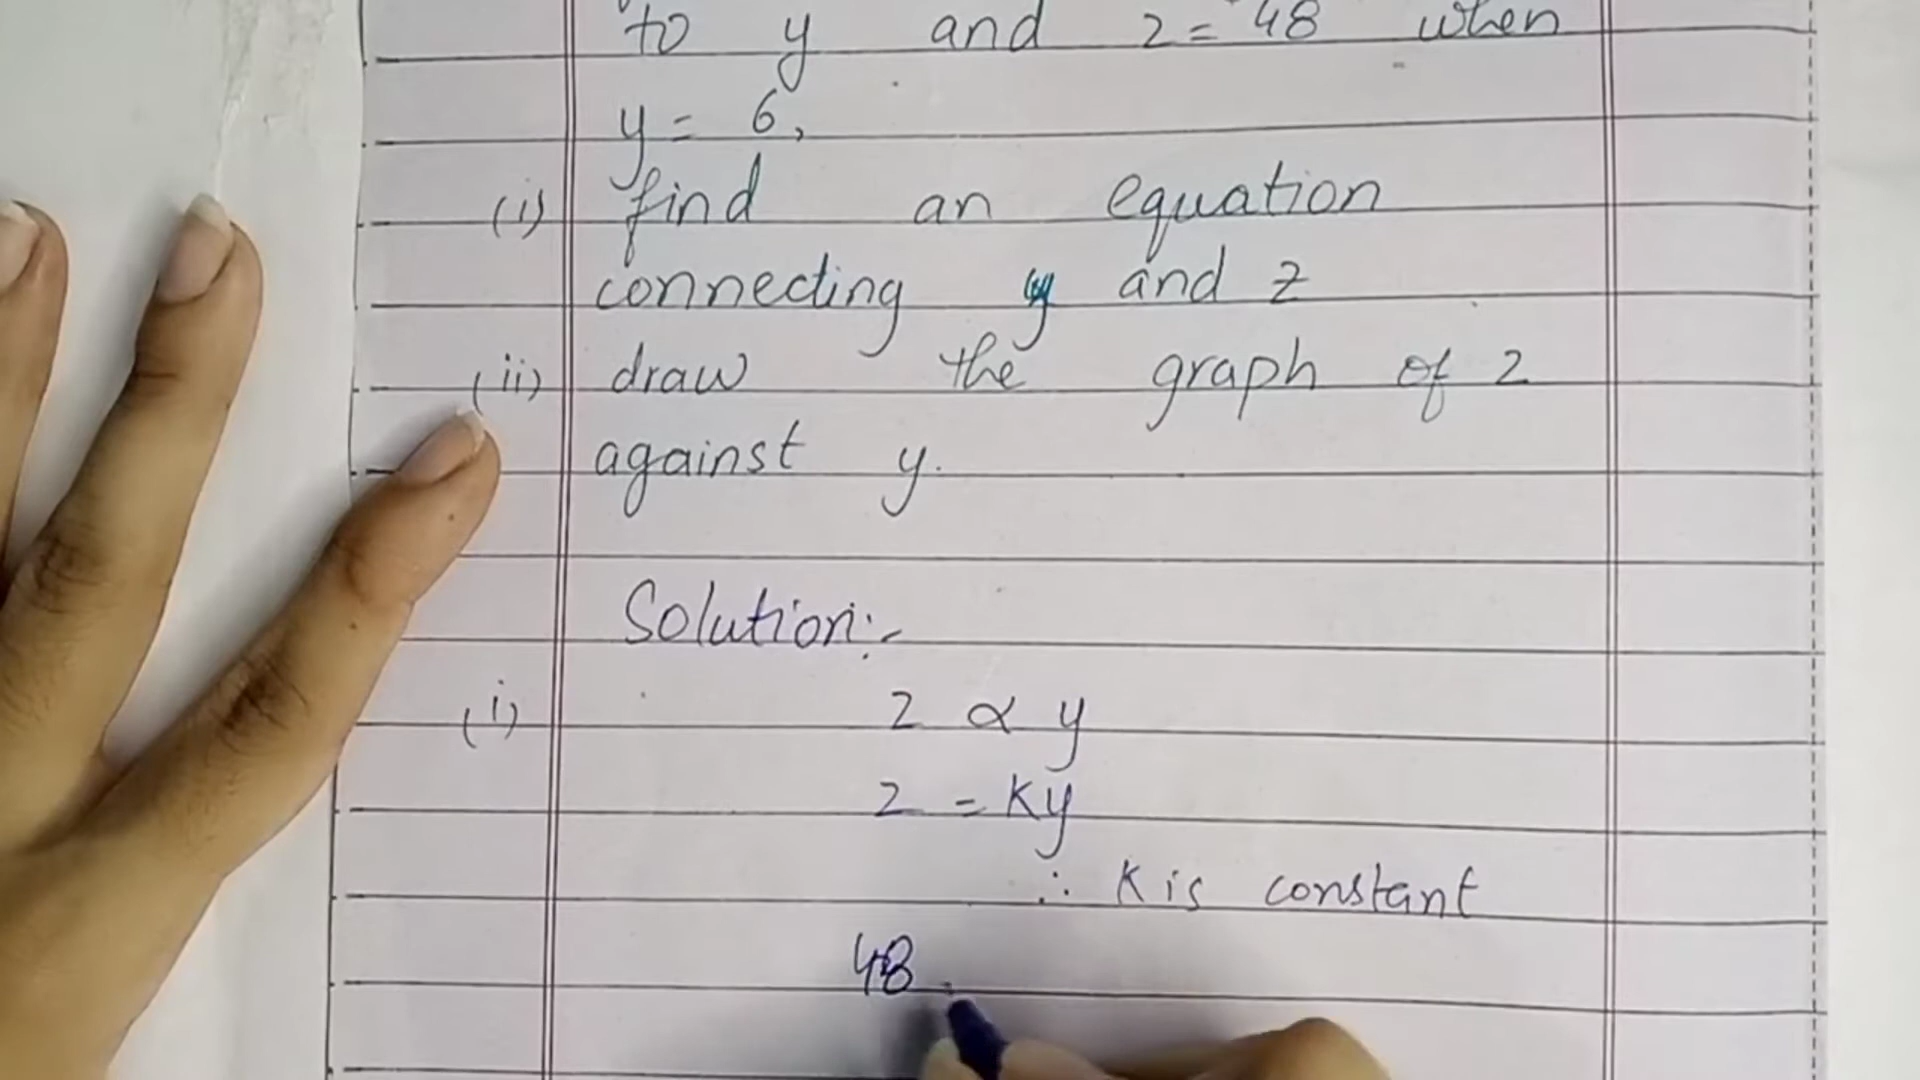 to y and z = 48 when
y = 6,
(i) find an equation
connecting y and z
(ii) draw the graph of z
against y.
Solution:-
(i) z ∝ y
z = Ky
∴ K is constant
48